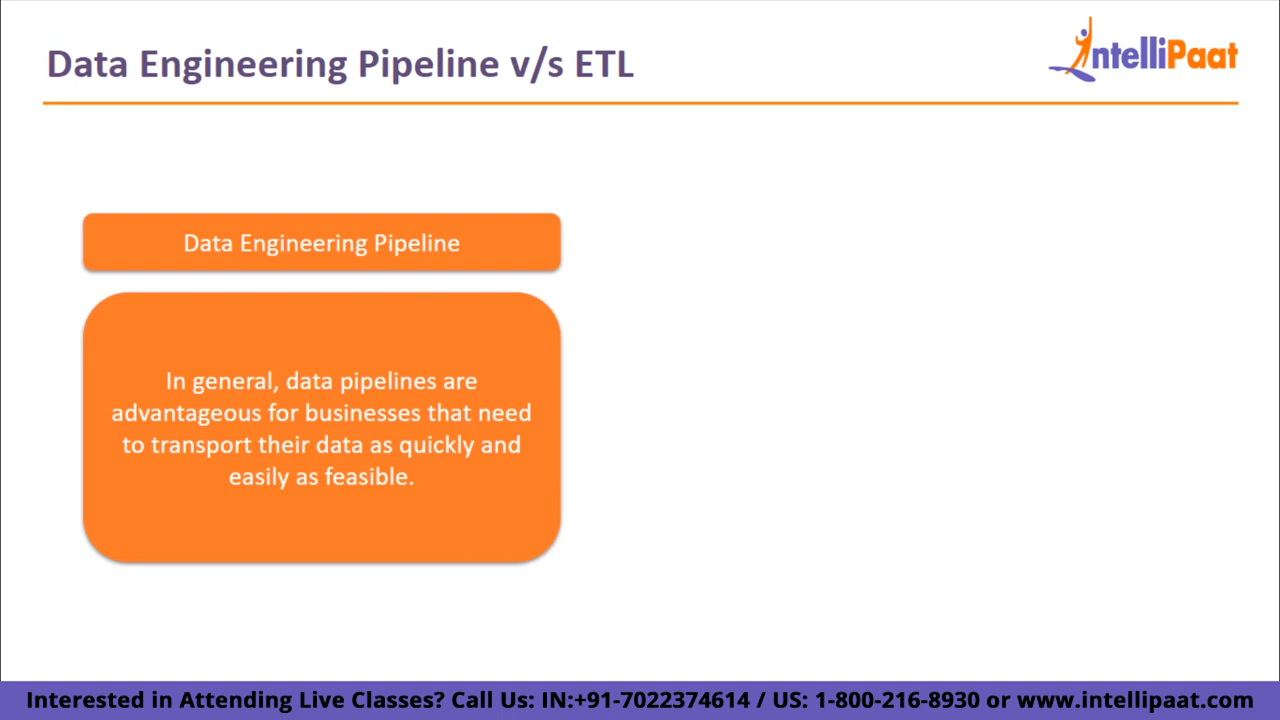 Data Engineering Pipeline v/s ETL
IntelliPaat
Data Engineering Pipeline
In general, data pipelines are
advantageous for businesses that need
to transport their data as quickly and
easily as feasible.
Interested in Attending Live Classes? Call Us: IN:+91-7022374614 / US: 1-800-216-8930 or www.intellipaat.com